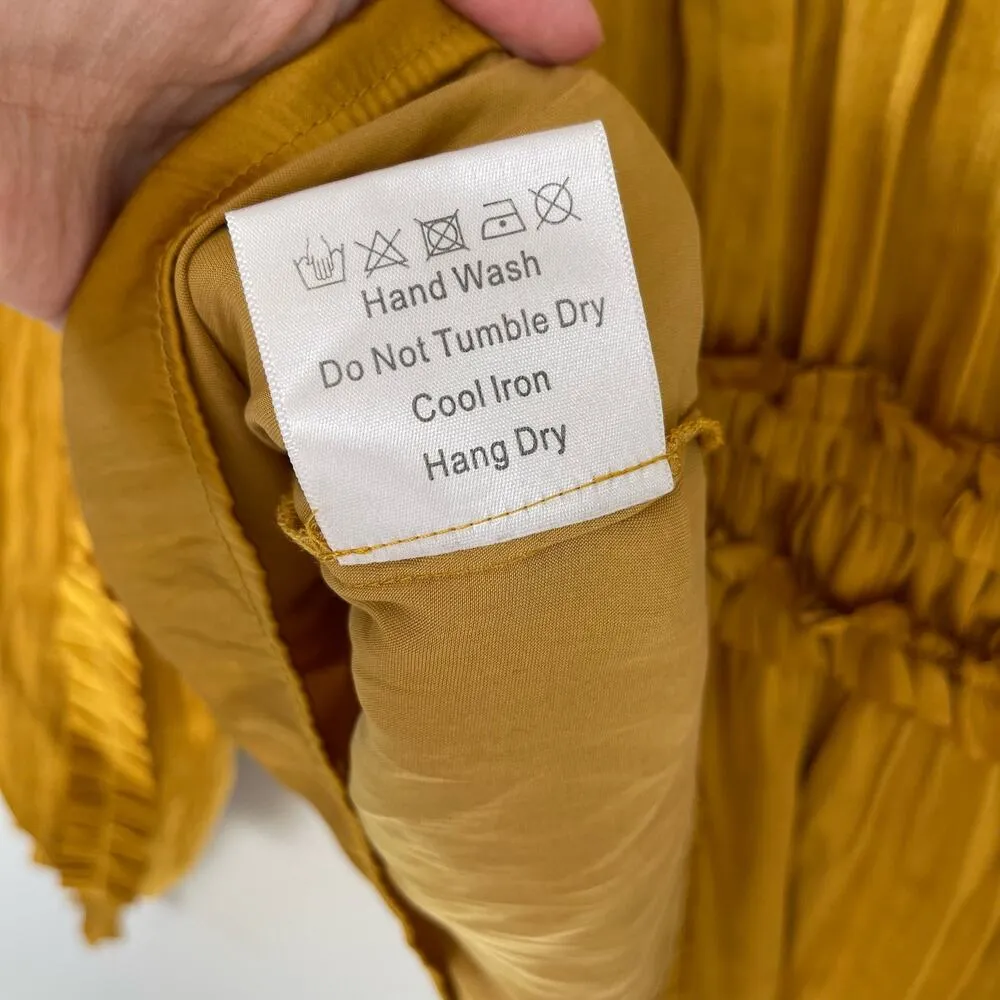 Hand Wash
Do Not Tumble Dry
Cool Iron
Hang Dry